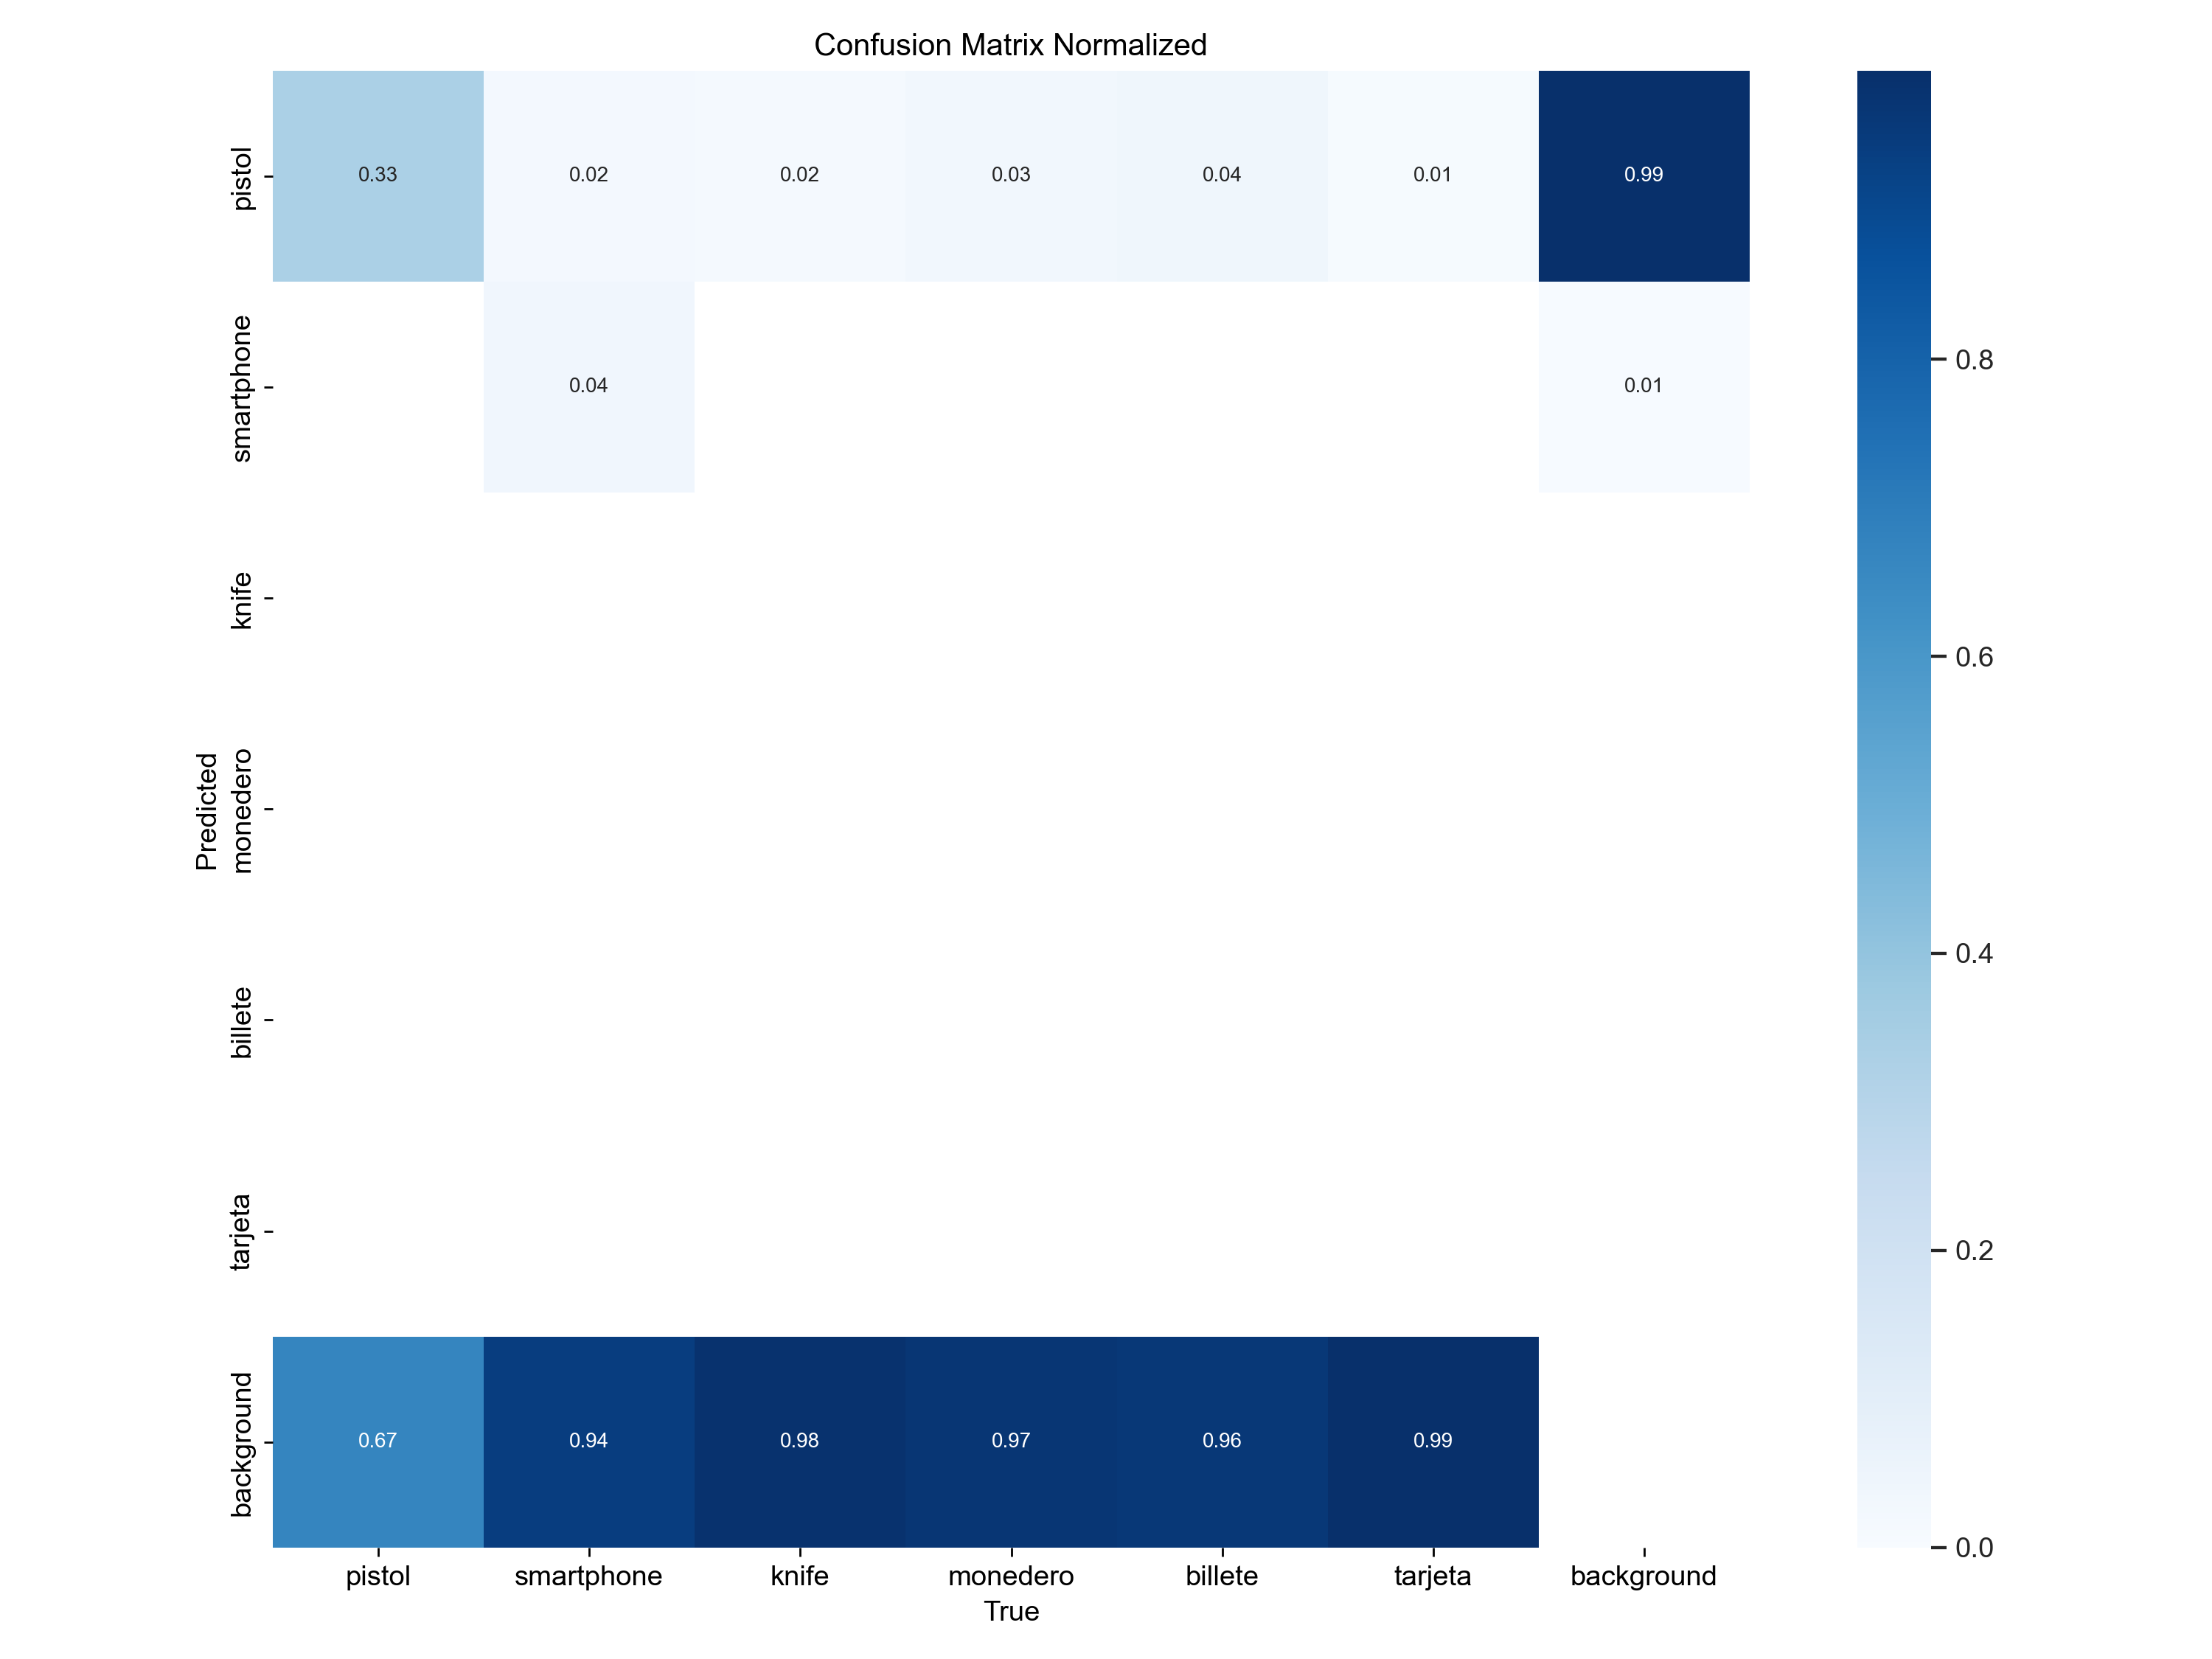 Confusion Matrix Normalized
pistol
0.33 0.02 0.02 0.03 0.04 0.01 0.99
smartphone
0.04 0.01
knife
monedero
Predicted
billete
tarjeta
background
0.67 0.94 0.98 0.97 0.96 0.99
pistol smartphone knife monedero billete tarjeta background
True
0.8
0.6
0.4
0.2
0.0